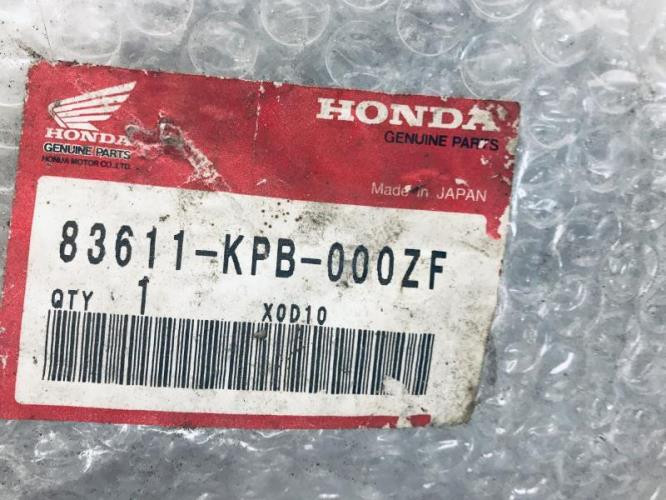 HONDA
GENUINE PARTS
HONDA MOTOR CO., LTD.
HONDA
GENUINE PARTS
Made in JAPAN
83611-KPB-000ZF
QTY 1 X0D10